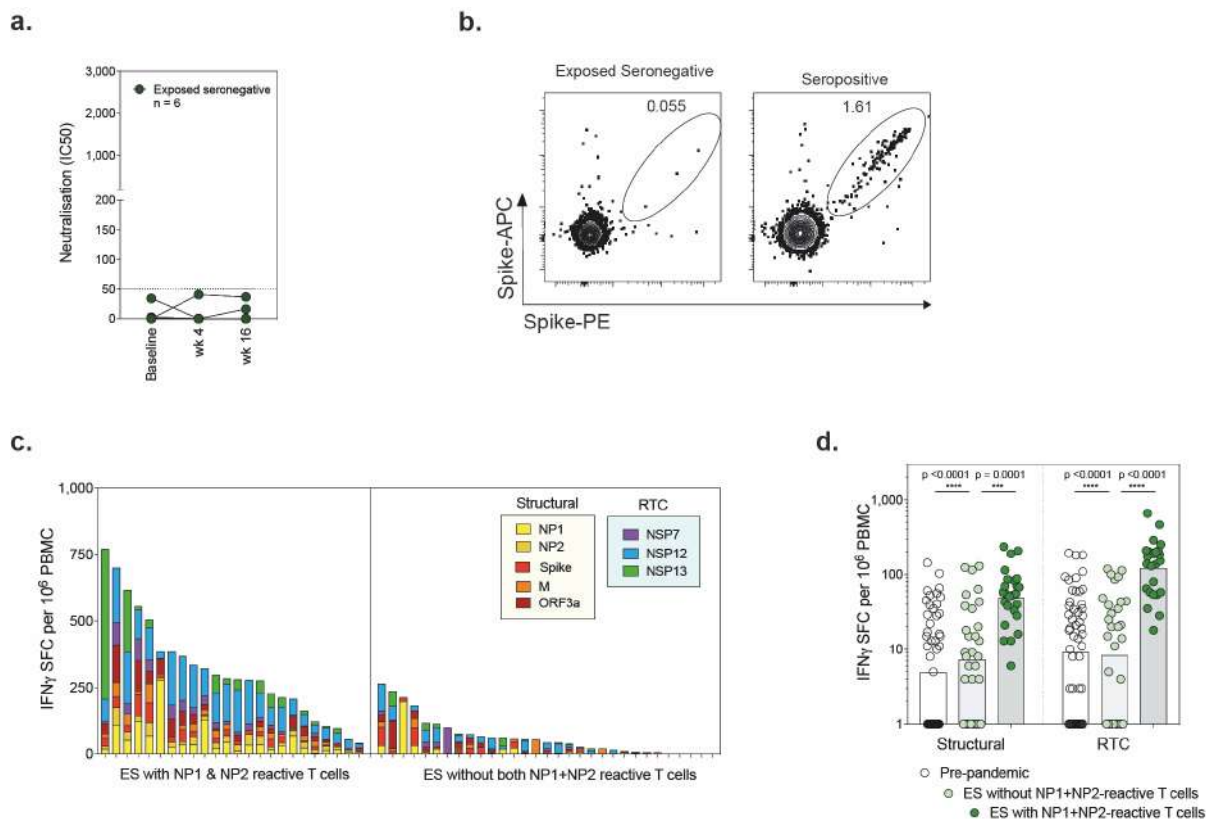 a.
3,000
2,000
1,000
200
150
100
50
0
Neutralisation (IC50)
Exposed seronegative
n = 6
Baseline
wk 4
wk 16
b.
Exposed Seronegative
0.055
Seropositive
1.61
Spike-APC
Spike-PE
c.
1,000
750
500
250
0
IFNγ SFC per 10⁶ PBMC
Structural
NP1
NP2
Spike
M
ORF3a
RTC
NSP7
NSP12
NSP13
ES with NP1 & NP2 reactive T cells
ES without both NP1+NP2 reactive T cells
d.
p <0.0001 p = 0.0001 p <0.0001 p <0.0001
**** *** **** ****
1,000
100
10
1
IFNγ SFC per 10⁶ PBMC
Structural
RTC
Pre-pandemic
ES without NP1+NP2-reactive T cells
ES with NP1+NP2-reactive T cells